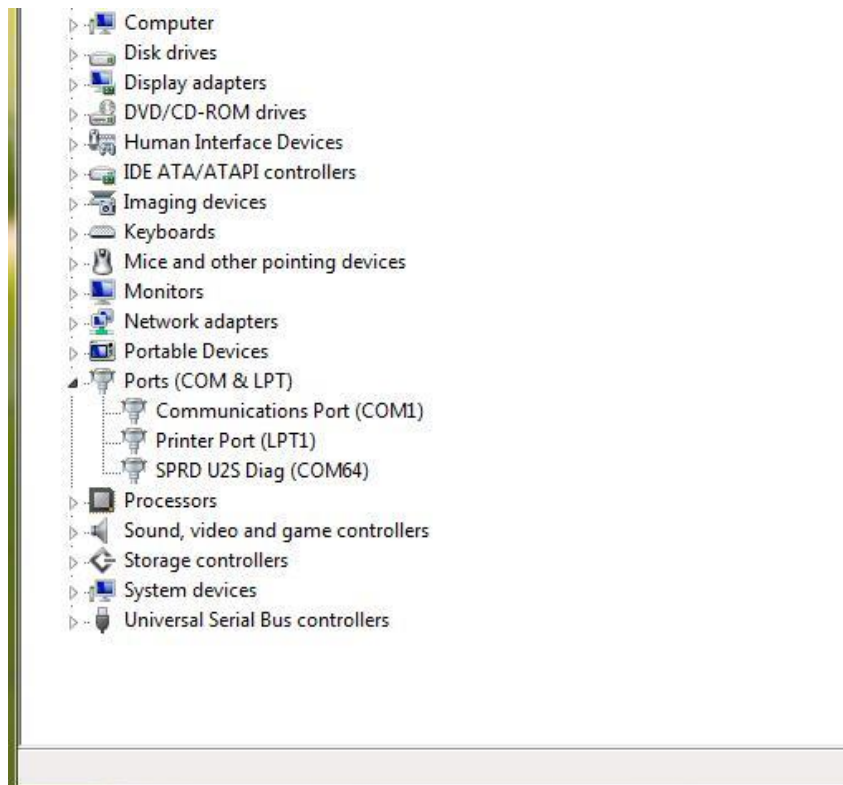 Computer
Disk drives
Display adapters
DVD/CD-ROM drives
Human Interface Devices
IDE ATA/ATAPI controllers
Imaging devices
Keyboards
Mice and other pointing devices
Monitors
Network adapters
Portable Devices
Ports (COM & LPT)
Communications Port (COM1)
Printer Port (LPT1)
SPRD U2S Diag (COM64)
Processors
Sound, video and game controllers
Storage controllers
System devices
Universal Serial Bus controllers